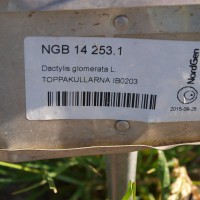 NGB 14 253.1
Dactylis glomerata L.
TOPPAKULLARNA IB0203
NordGen
2015-08-25